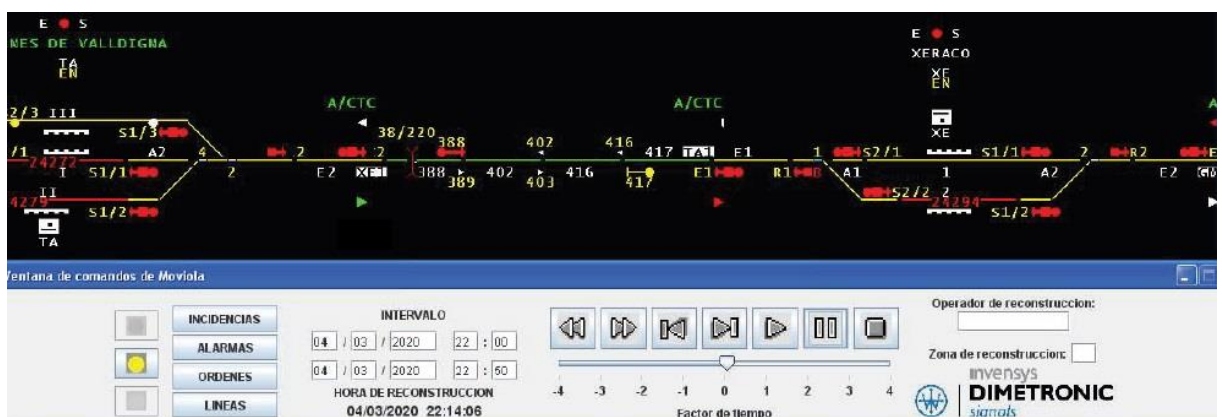 E S
E S
NES DE VALLDIGNA
XERACO
TA
EN
XE
EN
A/CTC
A/CTC
A
2/3 III
S1/3
38/220
388
402
416
XE
/1
A2
4
2
2
417
TA1
E1
1
S2/1
S1/1
2
R2
E
24272
I
S1/1
2
E2
XE1
388
389
402
403
416
417
E1
R1
A1
1
A2
E2
II
4279
S1/2
S2/2
2
24294
S1/2
TA
Ventana de comandos de Moviola
INCIDENCIAS
ALARMAS
ORDENES
LINEAS
INTERVALO
04 / 03 / 2020 22 : 00
04 / 03 / 2020 22 : 50
HORA DE RECONSTRUCCION
04/03/2020 22:14:06
-4 -3 -2 -1 0 1 2 3 4
Factor de tiempo
Operador de reconstruccion:
Zona de reconstruccion:
invensys
DIMETRONIC
signals